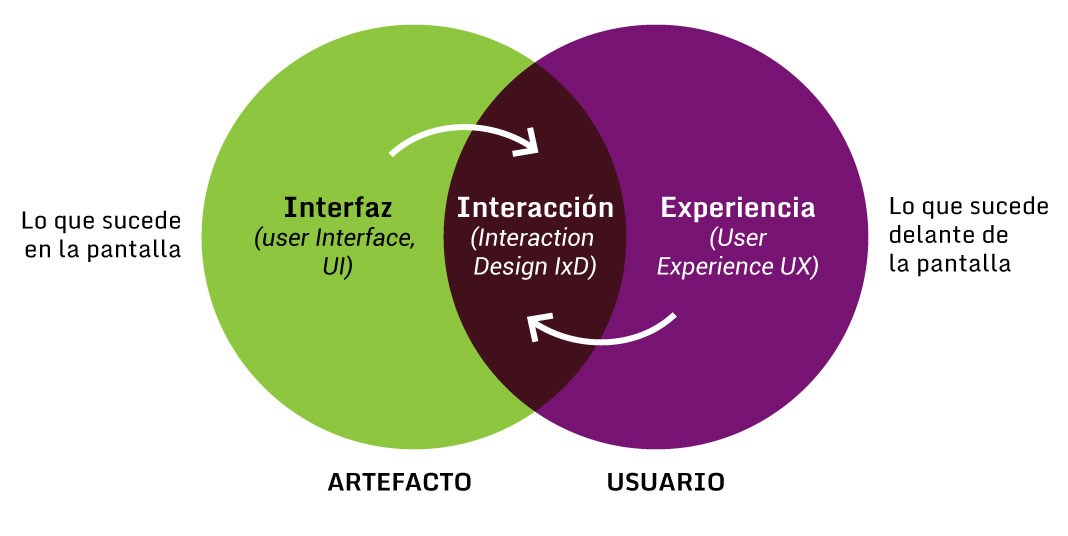 Lo que sucede
en la pantalla
Interfaz
(user Interface,
UI)
Interacción
(Interaction
Design IxD)
Experiencia
(User
Experience UX)
Lo que sucede
delante de
la pantalla
ARTEFACTO
USUARIO